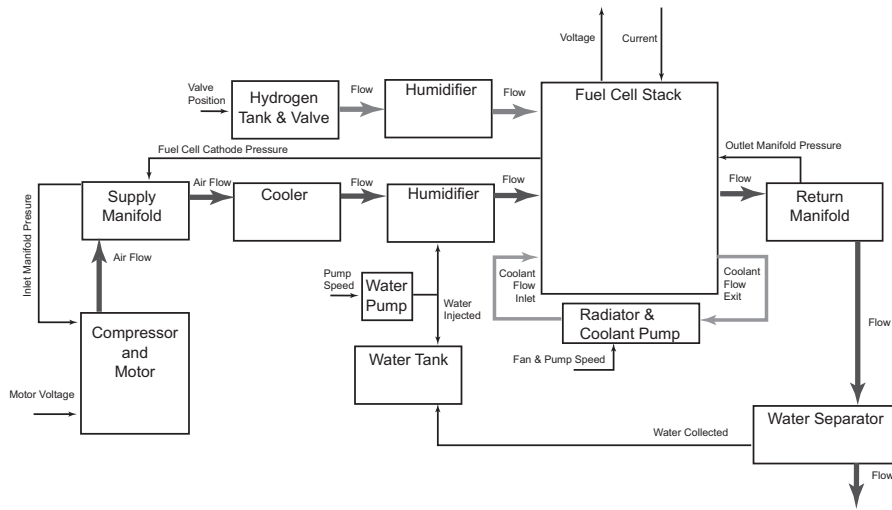 Voltage
Current
Valve
Position
Hydrogen
Tank & Valve
Flow
Humidifier
Flow
Fuel Cell Stack
Fuel Cell Cathode Pressure
Outlet Manifold Pressure
Supply
Manifold
Air Flow
Cooler
Flow
Humidifier
Flow
Flow
Return
Manifold
Inlet Manifold Presure
Air Flow
Pump
Speed
Water
Pump
Water
Injected
Coolant
Flow
Inlet
Coolant
Flow
Exit
Radiator &
Coolant Pump
Flow
Compressor
and
Motor
Water Tank
Fan & Pump Speed
Motor Voltage
Water Collected
Water Separator
Flow